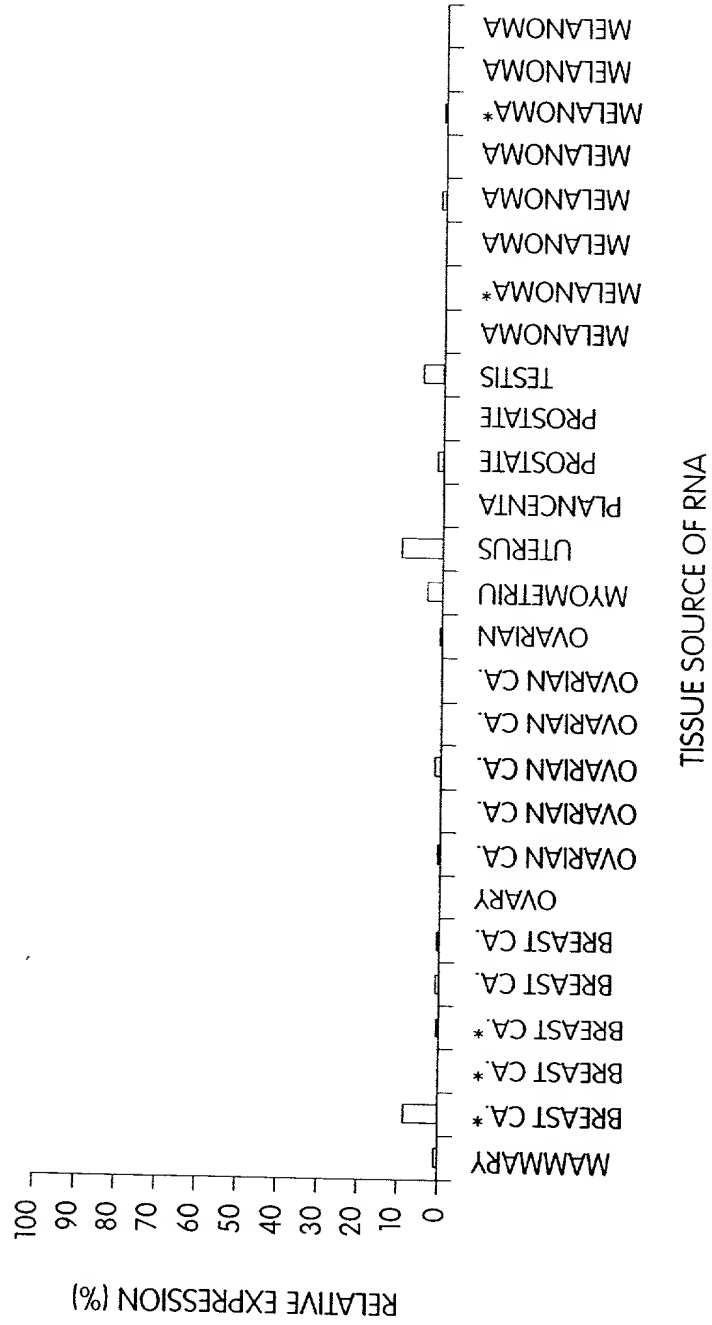 RELATIVE EXPRESSION (%)
100
90
80
70
60
50
40
30
20
10
0
MAMMARY
BREAST CA.*
BREAST CA.*
BREAST CA.*
BREAST CA.
BREAST CA.
OVARY
OVARIAN CA.
OVARIAN CA.
OVARIAN CA.
OVARIAN CA.
OVARIAN CA.
OVARIAN
MYOMETRIU
UTERUS
PLANCENTA
PROSTATE
PROSTATE
TESTIS
MELANOMA
MELANOMA*
MELANOMA
MELANOMA
MELANOMA
MELANOMA*
MELANOMA
MELANOMA
TISSUE SOURCE OF RNA